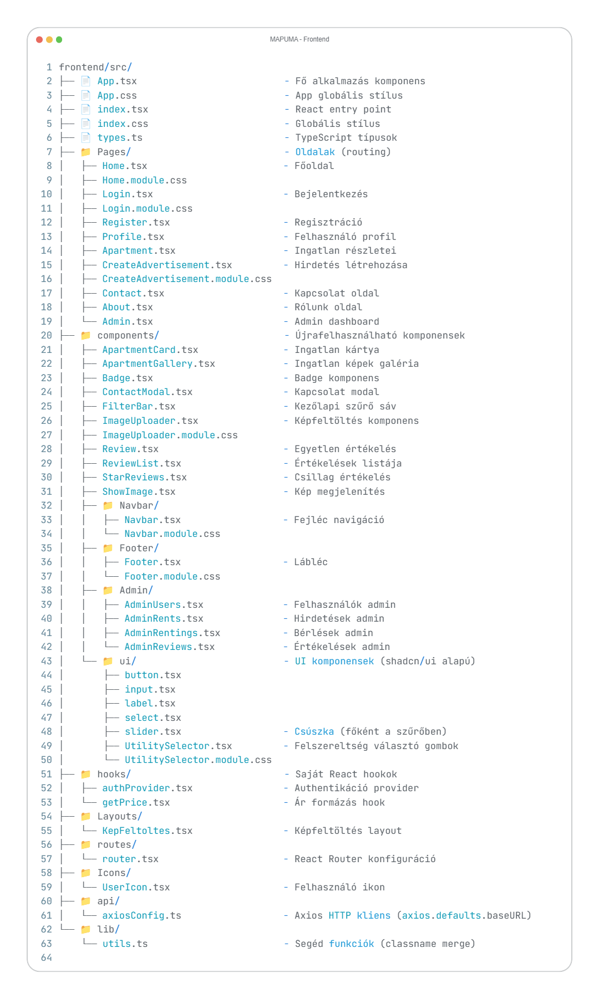 MAPUMA - Frontend
1 frontend/src/
2 ├── 📄 App.tsx - Fő alkalmazás komponens
3 ├── 📄 App.css - App globális stílus
4 ├── 📄 index.tsx - React entry point
5 ├── 📄 index.css - Globális stílus
6 ├── 📄 types.ts - TypeScript típusok
7 ├── 📁 Pages/ - Oldalak (routing)
8 │   ├── Home.tsx - Főoldal
9 │   ├── Home.module.css
10 │   ├── Login.tsx - Bejelentkezés
11 │   ├── Login.module.css
12 │   ├── Register.tsx - Regisztráció
13 │   ├── Profile.tsx - Felhasználó profil
14 │   ├── Apartment.tsx - Ingatlan részletei
15 │   ├── CreateAdvertisement.tsx - Hirdetés létrehozása
16 │   ├── CreateAdvertisement.module.css
17 │   ├── Contact.tsx - Kapcsolat oldal
18 │   ├── About.tsx - Rólunk oldal
19 │   └── Admin.tsx - Admin dashboard
20 ├── 📁 components/ - Újrafelhasználható komponensek
21 │   ├── ApartmentCard.tsx - Ingatlan kártya
22 │   ├── ApartmentGallery.tsx - Ingatlan képek galéria
23 │   ├── Badge.tsx - Badge komponens
24 │   ├── ContactModal.tsx - Kapcsolat modal
25 │   ├── FilterBar.tsx - Kezőlapi szűrő sáv
26 │   ├── ImageUploader.tsx - Képfeltöltés komponens
27 │   ├── ImageUploader.module.css
28 │   ├── Review.tsx - Egyetlen értékelés
29 │   ├── ReviewList.tsx - Értékelések listája
30 │   ├── StarReviews.tsx - Csillag értékelés
31 │   ├── ShowImage.tsx - Kép megjelenítés
32 │   ├── 📁 Navbar/
33 │   │   ├── Navbar.tsx - Fejléc navigáció
34 │   │   └── Navbar.module.css
35 │   ├── 📁 Footer/
36 │   │   ├── Footer.tsx - Lábléc
37 │   │   └── Footer.module.css
38 │   ├── 📁 Admin/
39 │   │   ├── AdminUsers.tsx - Felhasználók admin
40 │   │   ├── AdminRents.tsx - Hirdetések admin
41 │   │   ├── AdminRentings.tsx - Bérlések admin
42 │   │   └── AdminReviews.tsx - Értékelések admin
43 │   └── 📁 ui/ - UI komponensek (shadcn/ui alapú)
44 │       ├── button.tsx
45 │       ├── input.tsx
46 │       ├── label.tsx
47 │       ├── select.tsx
48 │       ├── slider.tsx - Csúszka (főként a szűrőben)
49 │       ├── UtilitySelector.tsx - Felszereltség választó gombok
50 │       └── UtilitySelector.module.css
51 ├── 📁 hooks/ - Saját React hookok
52 │   ├── authProvider.tsx - Authentikáció provider
53 │   └── getPrice.tsx - Ár formázás hook
54 ├── 📁 Layouts/
55 │   └── KepFeltoltes.tsx - Képfeltöltés layout
56 ├── 📁 routes/
57 │   └── router.tsx - React Router konfiguráció
58 ├── 📁 Icons/
59 │   └── UserIcon.tsx - Felhasználó ikon
60 ├── 📁 api/
61 │   └── axiosConfig.ts - Axios HTTP kliens (axios.defaults.baseURL)
62 └── 📁 lib/
63     └── utils.ts - Segéd funkciók (classname merge)
64